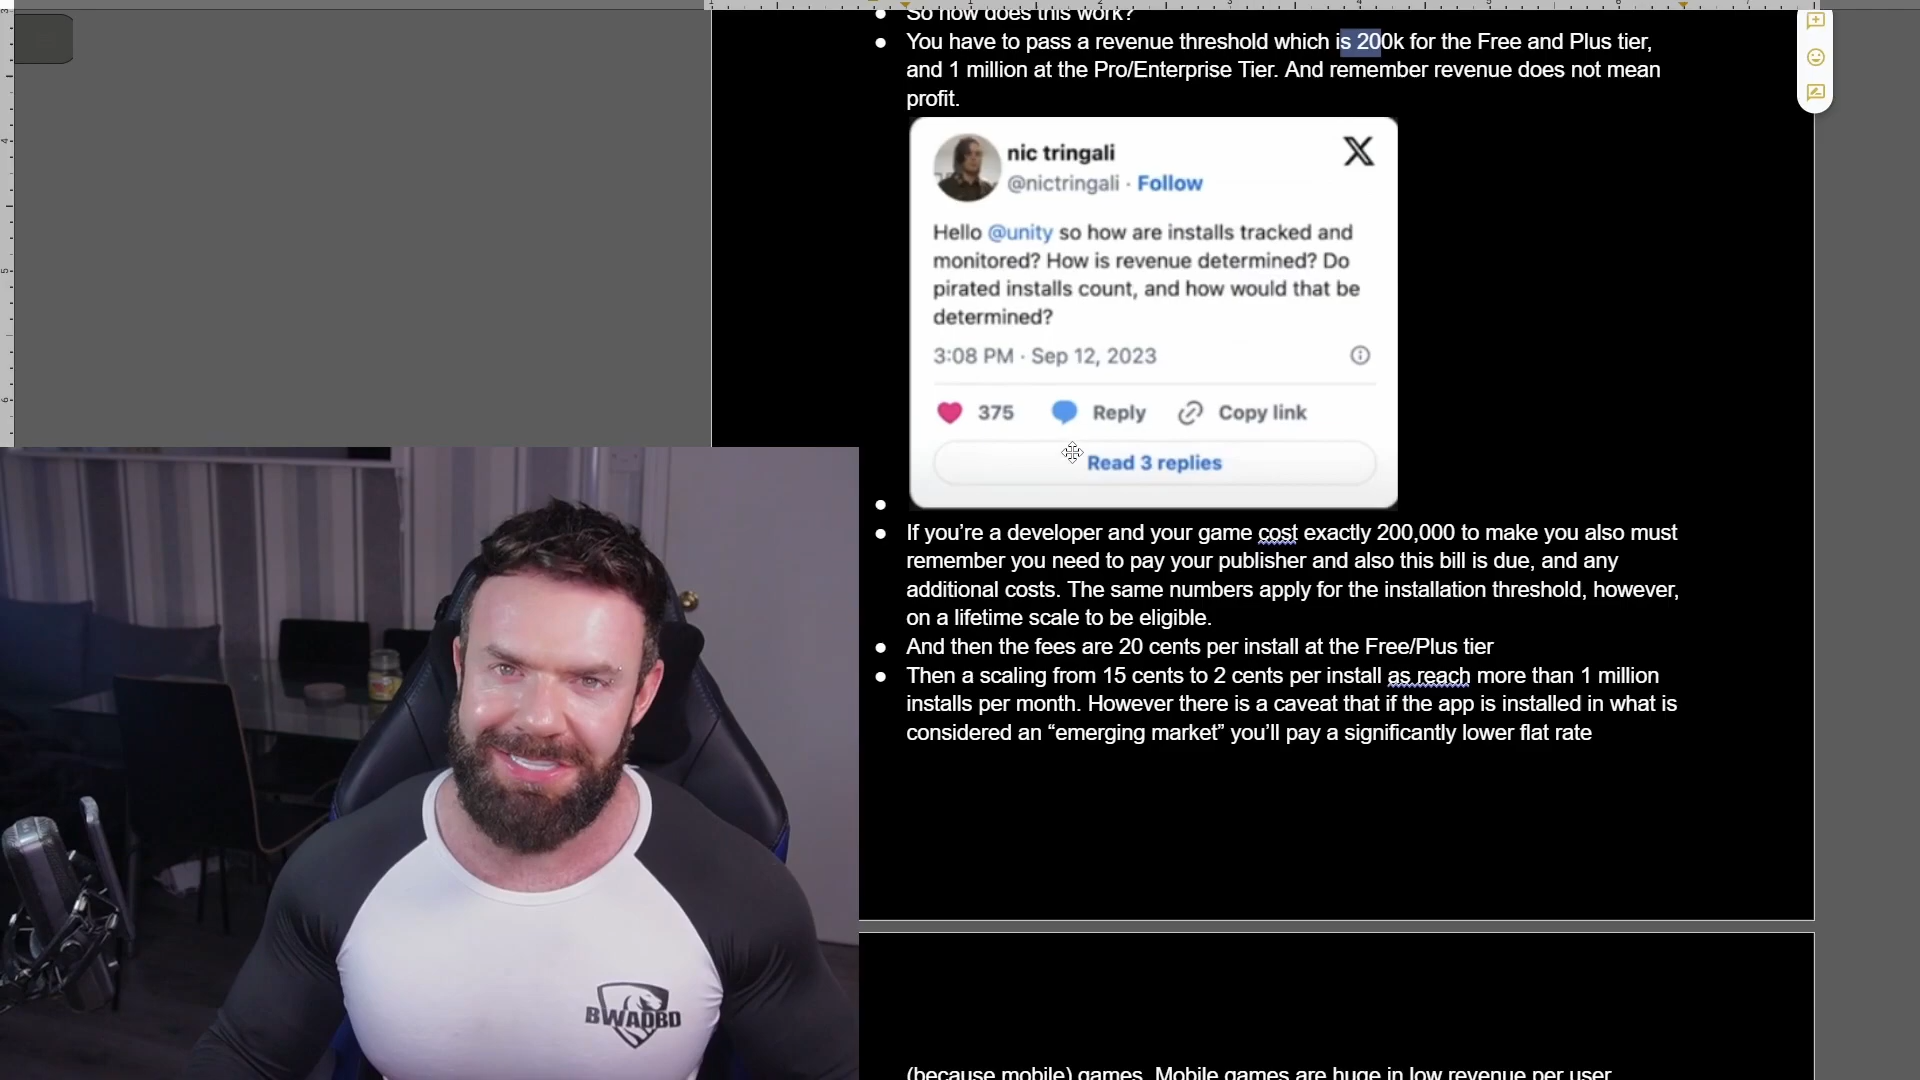 So how does this work?
You have to pass a revenue threshold which is 200k for the Free and Plus tier,
and 1 million at the Pro/Enterprise Tier. And remember revenue does not mean
profit.
nic tringali
@nictringali · Follow
Hello @unity so how are installs tracked and
monitored? How is revenue determined? Do
pirated installs count, and how would that be
determined?
3:08 PM · Sep 12, 2023
375 Reply Copy link
Read 3 replies
If you’re a developer and your game cost exactly 200,000 to make you also must
remember you need to pay your publisher and also this bill is due, and any
additional costs. The same numbers apply for the installation threshold, however,
on a lifetime scale to be eligible.
And then the fees are 20 cents per install at the Free/Plus tier
Then a scaling from 15 cents to 2 cents per install as reach more than 1 million
installs per month. However there is a caveat that if the app is installed in what is
considered an “emerging market” you’ll pay a significantly lower flat rate
(because mobile) games. Mobile games are huge in low revenue per user
BWADBD